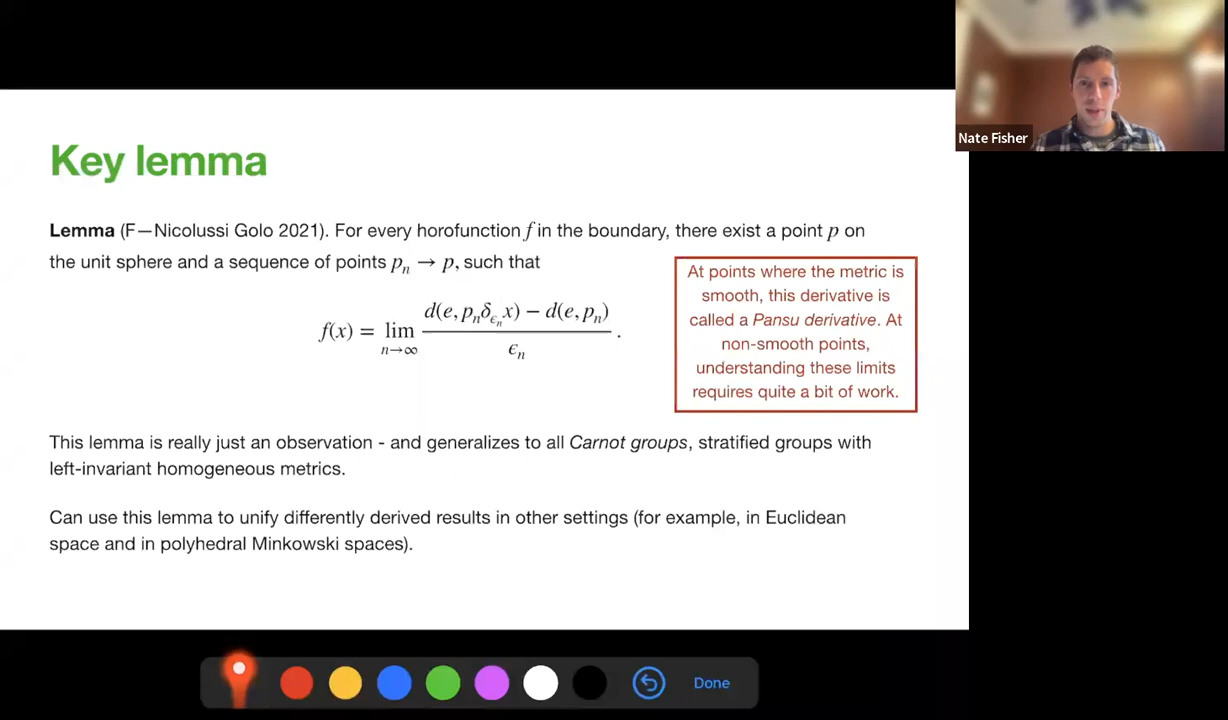 Nate Fisher
Key lemma
Lemma (F—Nicolussi Golo 2021). For every horofunction f in the boundary, there exist a point p on
the unit sphere and a sequence of points pₙ → p, such that
f(x) = lim_{n→∞} \frac{d(e, pₙδ_{ϵₙ}x) − d(e, pₙ)}{ϵₙ} .
At points where the metric is
smooth, this derivative is
called a Pansu derivative. At
non-smooth points,
understanding these limits
requires quite a bit of work.
This lemma is really just an observation - and generalizes to all Carnot groups, stratified groups with
left-invariant homogeneous metrics.
Can use this lemma to unify differently derived results in other settings (for example, in Euclidean
space and in polyhedral Minkowski spaces).
Done